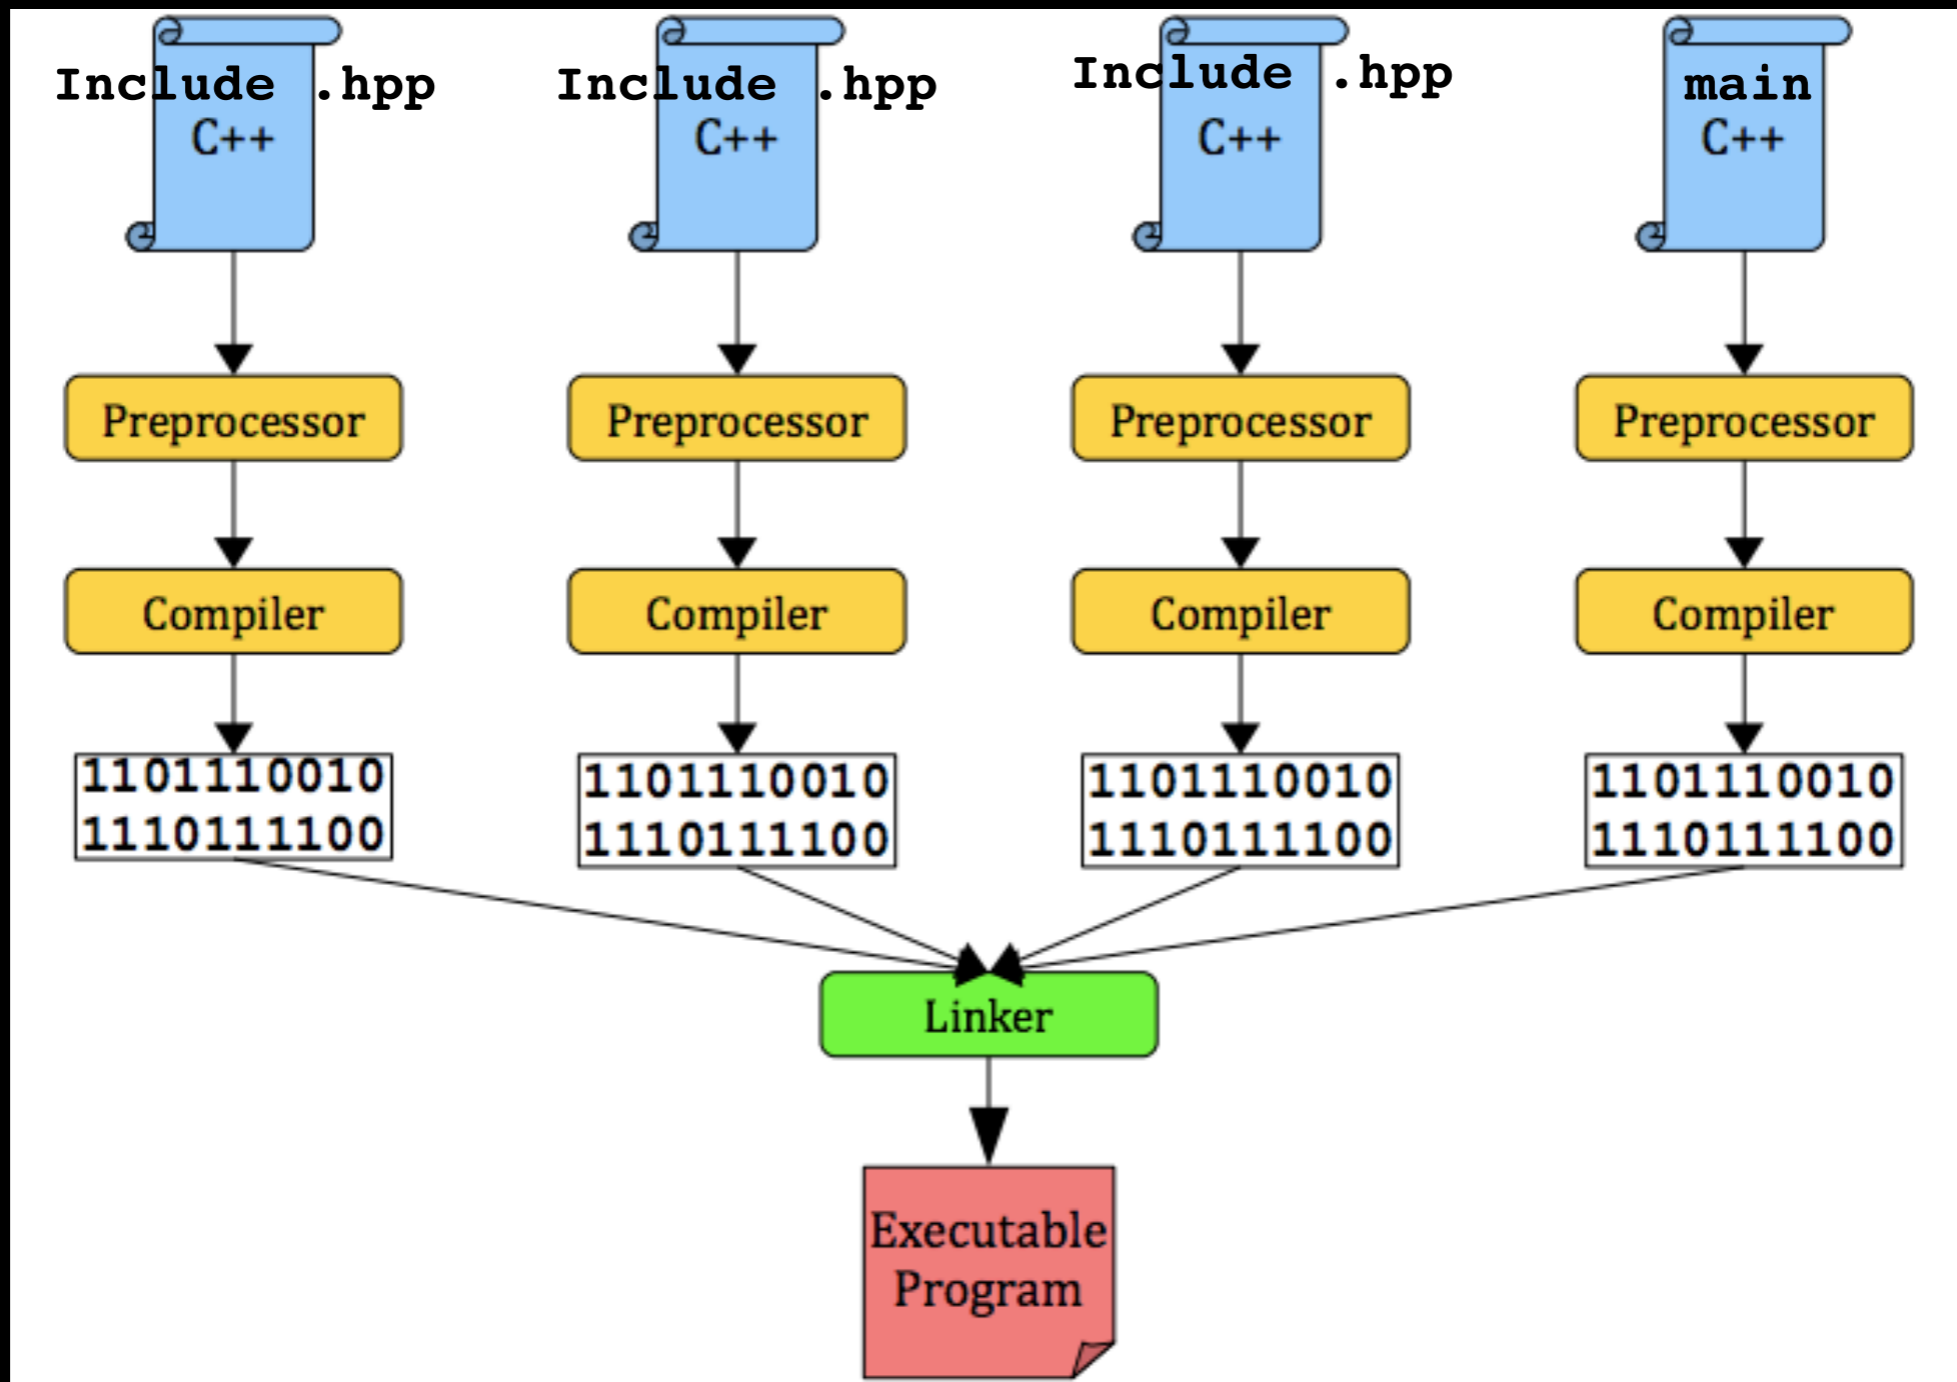 Include .hpp
C++
Include .hpp
C++
Include .hpp
C++
main
C++
Preprocessor
Preprocessor
Preprocessor
Preprocessor
Compiler
Compiler
Compiler
Compiler
1101110010
1110111100
1101110010
1110111100
1101110010
1110111100
1101110010
1110111100
Linker
Executable
Program